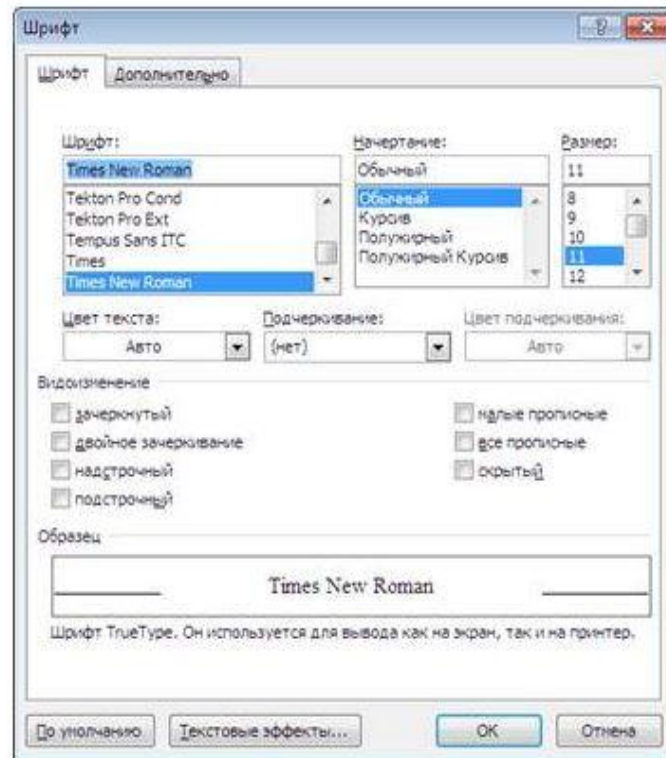 Шрифт
Шрифт Дополнительно
Шрифт: Начертание: Размер:
Times New Roman Обычный 11
Tekton Pro Cond Обычный 8
Tekton Pro Ext Курсив 9
Tempus Sans ITC Полужирный 10
Times Полужирный Курсив 11
Times New Roman 12
Цвет текста: Подчеркивание: Цвет подчеркивания:
Авто (нет) Авто
Видоизменение
зачеркнутый малые прописные
двойное зачеркивание все прописные
надстрочный скрытый
подстрочный
Образец
Times New Roman
Шрифт TrueType. Он используется для вывода как на экран, так и на принтер.
По умолчанию Текстовые эффекты... ОК Отмена